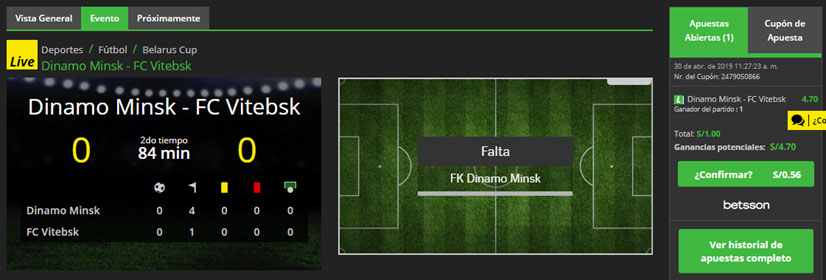 Vista General Evento Próximamente
Live
Deportes / Fútbol / Belarus Cup
Dinamo Minsk - FC Vitebsk
Dinamo Minsk - FC Vitebsk
0 2do tiempo 0
84 min
Dinamo Minsk 0 4 0 0 0
FC Vitebsk 0 1 0 0 0
Falta
FK Dinamo Minsk
Apuestas Abiertas (1)
Cupón de Apuesta
30 de abr. de 2019 11:27:23 a. m.
Nr. del Cupón: 2479050866
L Dinamo Minsk - FC Vitebsk 4.70
Ganador del partido : 1
¿Co
Total: S/1.00
Ganancias potenciales: S/4.70
¿Confirmar? S/0.56
betsson
Ver historial de
apuestas completo